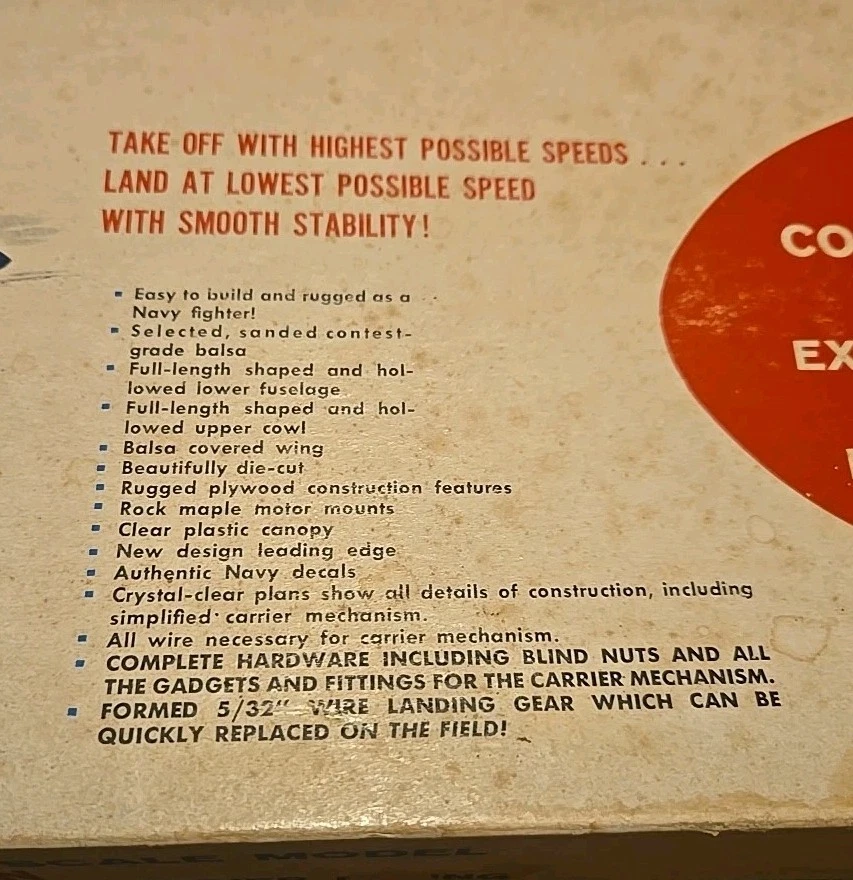 TAKE OFF WITH HIGHEST POSSIBLE SPEEDS . . .
LAND AT LOWEST POSSIBLE SPEED
WITH SMOOTH STABILITY!
▪ Easy to build and rugged as a
Navy fighter!
▪ Selected, sanded contest-
grade balsa
▪ Full-length shaped and hol-
lowed lower fuselage
▪ Full-length shaped and hol-
lowed upper cowl
▪ Balsa covered wing
▪ Beautifully die-cut
▪ Rugged plywood construction features
▪ Rock maple motor mounts
▪ Clear plastic canopy
▪ New design leading edge
▪ Authentic Navy decals
▪ Crystal-clear plans show all details of construction, including
simplified carrier mechanism.
▪ All wire necessary for carrier mechanism.
▪ COMPLETE HARDWARE INCLUDING BLIND NUTS AND ALL
THE GADGETS AND FITTINGS FOR THE CARRIER MECHANISM.
▪ FORMED 5/32" WIRE LANDING GEAR WHICH CAN BE
QUICKLY REPLACED ON THE FIELD!
CO
EX
SCALE MODEL